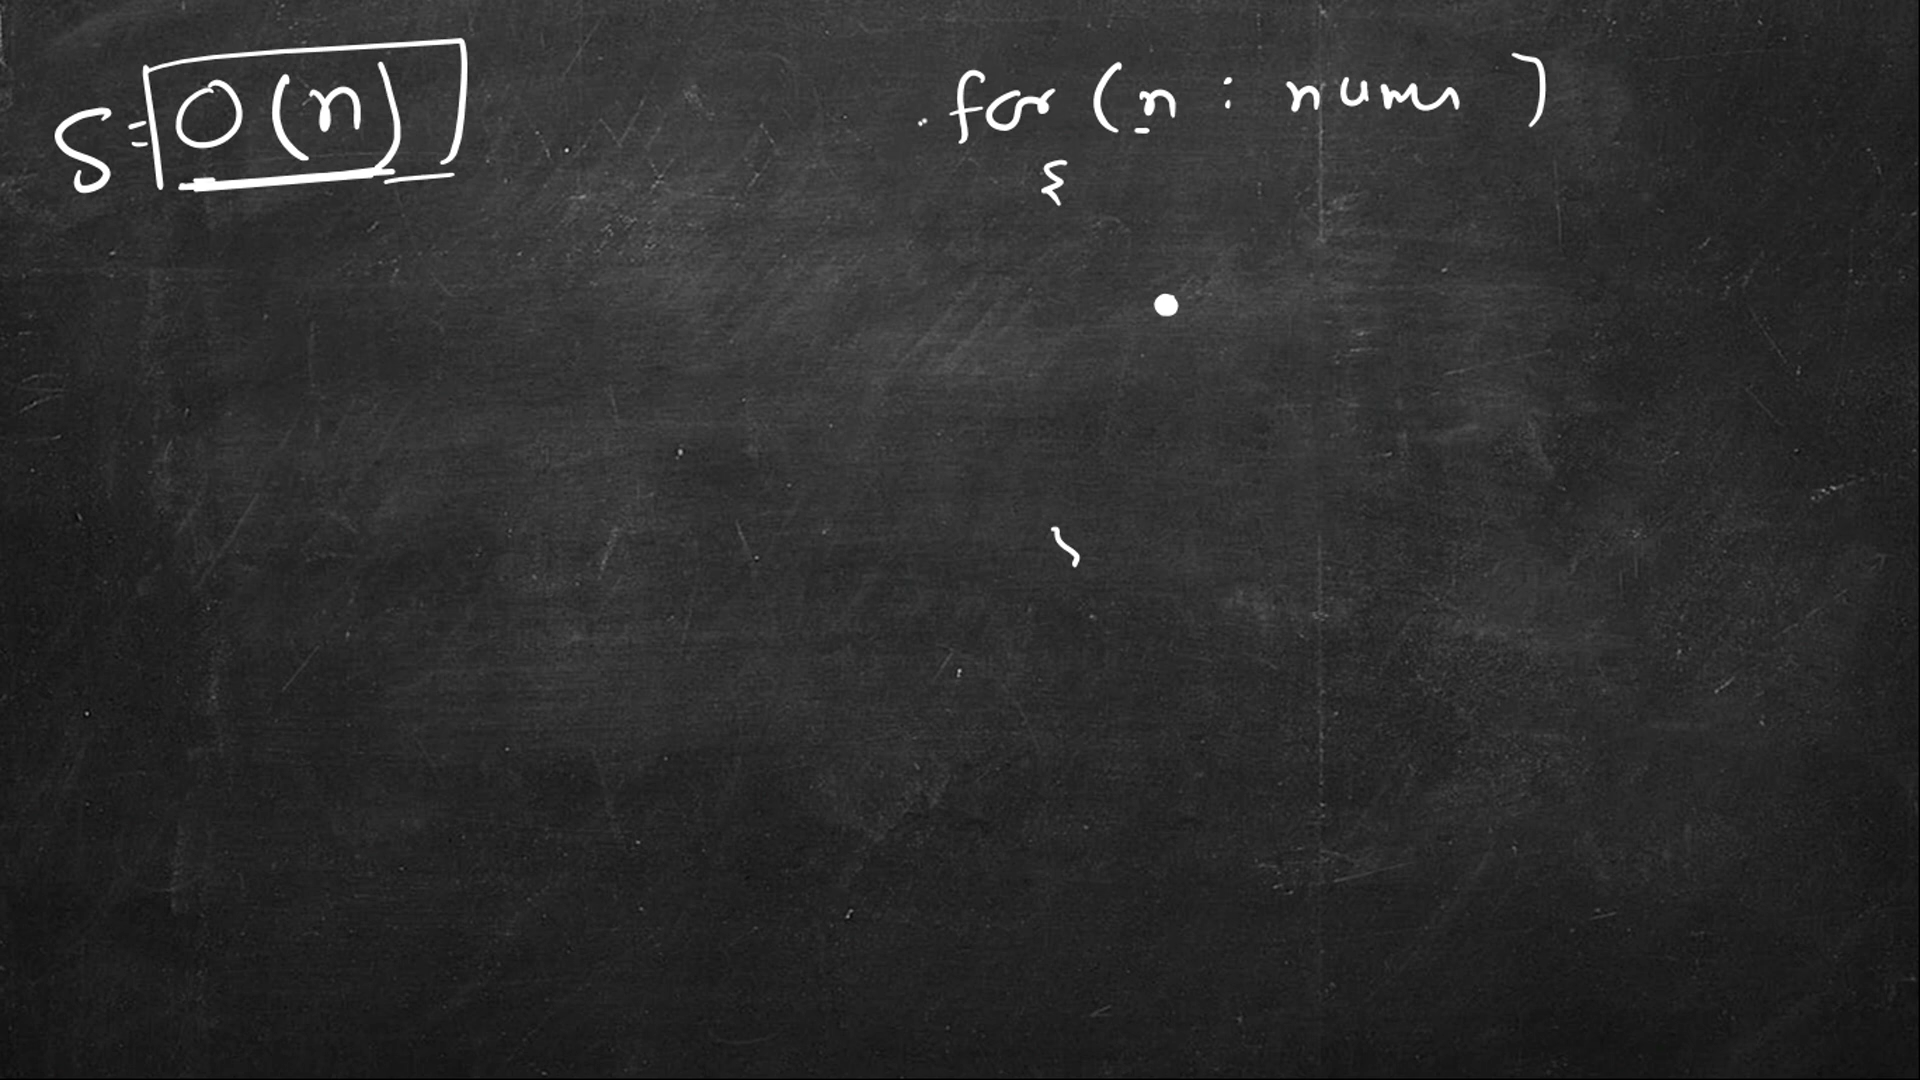 S = O(n)
for (n : nums)
{
}